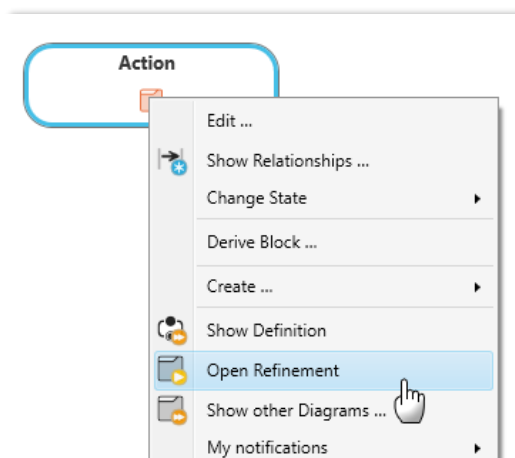 Action
Edit ...
Show Relationships ...
Change State
Derive Block ...
Create ...
Show Definition
Open Refinement
Show other Diagrams ...
My notifications